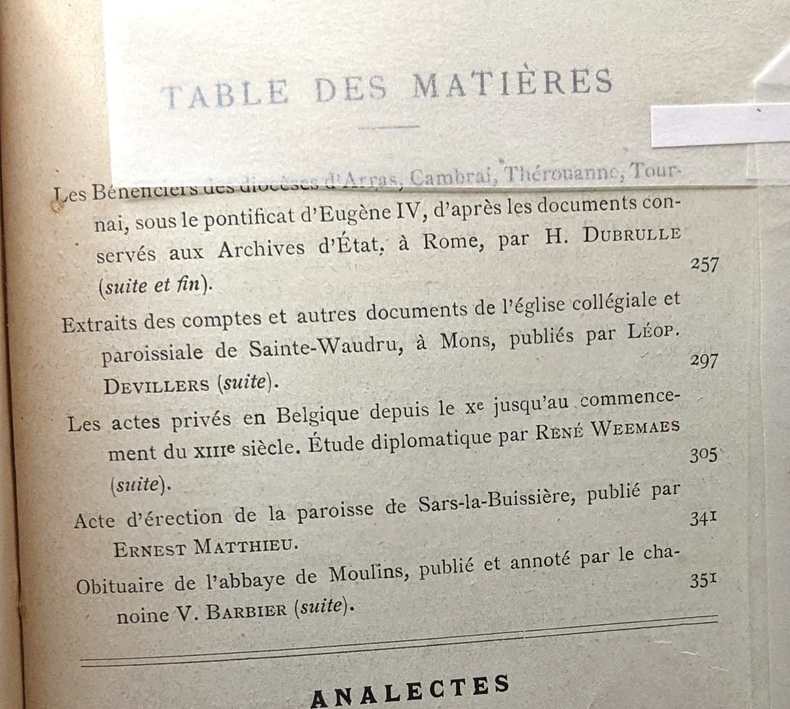 TABLE DES MATIÈRES
Les Bénéficiers des diocèses d'Arras, Cambrai, Thérouanne, Tour-
nai, sous le pontificat d'Eugène IV, d'après les documents con-
servés aux Archives d'État, à Rome, par H. DUBRULLE
(suite et fin). 257
Extraits des comptes et autres documents de l'église collégiale et
paroissiale de Sainte-Waudru, à Mons, publiés par LÉOP.
DEVILLERS (suite). 297
Les actes privés en Belgique depuis le Xe jusqu'au commence-
ment du XIIIe siècle. Étude diplomatique par RENÉ WEEMAES
(suite). 305
Acte d'érection de la paroisse de Sars-la-Buissière, publié par
ERNEST MATTHIEU. 341
Obituaire de l'abbaye de Moulins, publié et annoté par le cha-
noine V. BARBIER (suite). 351
ANALECTES